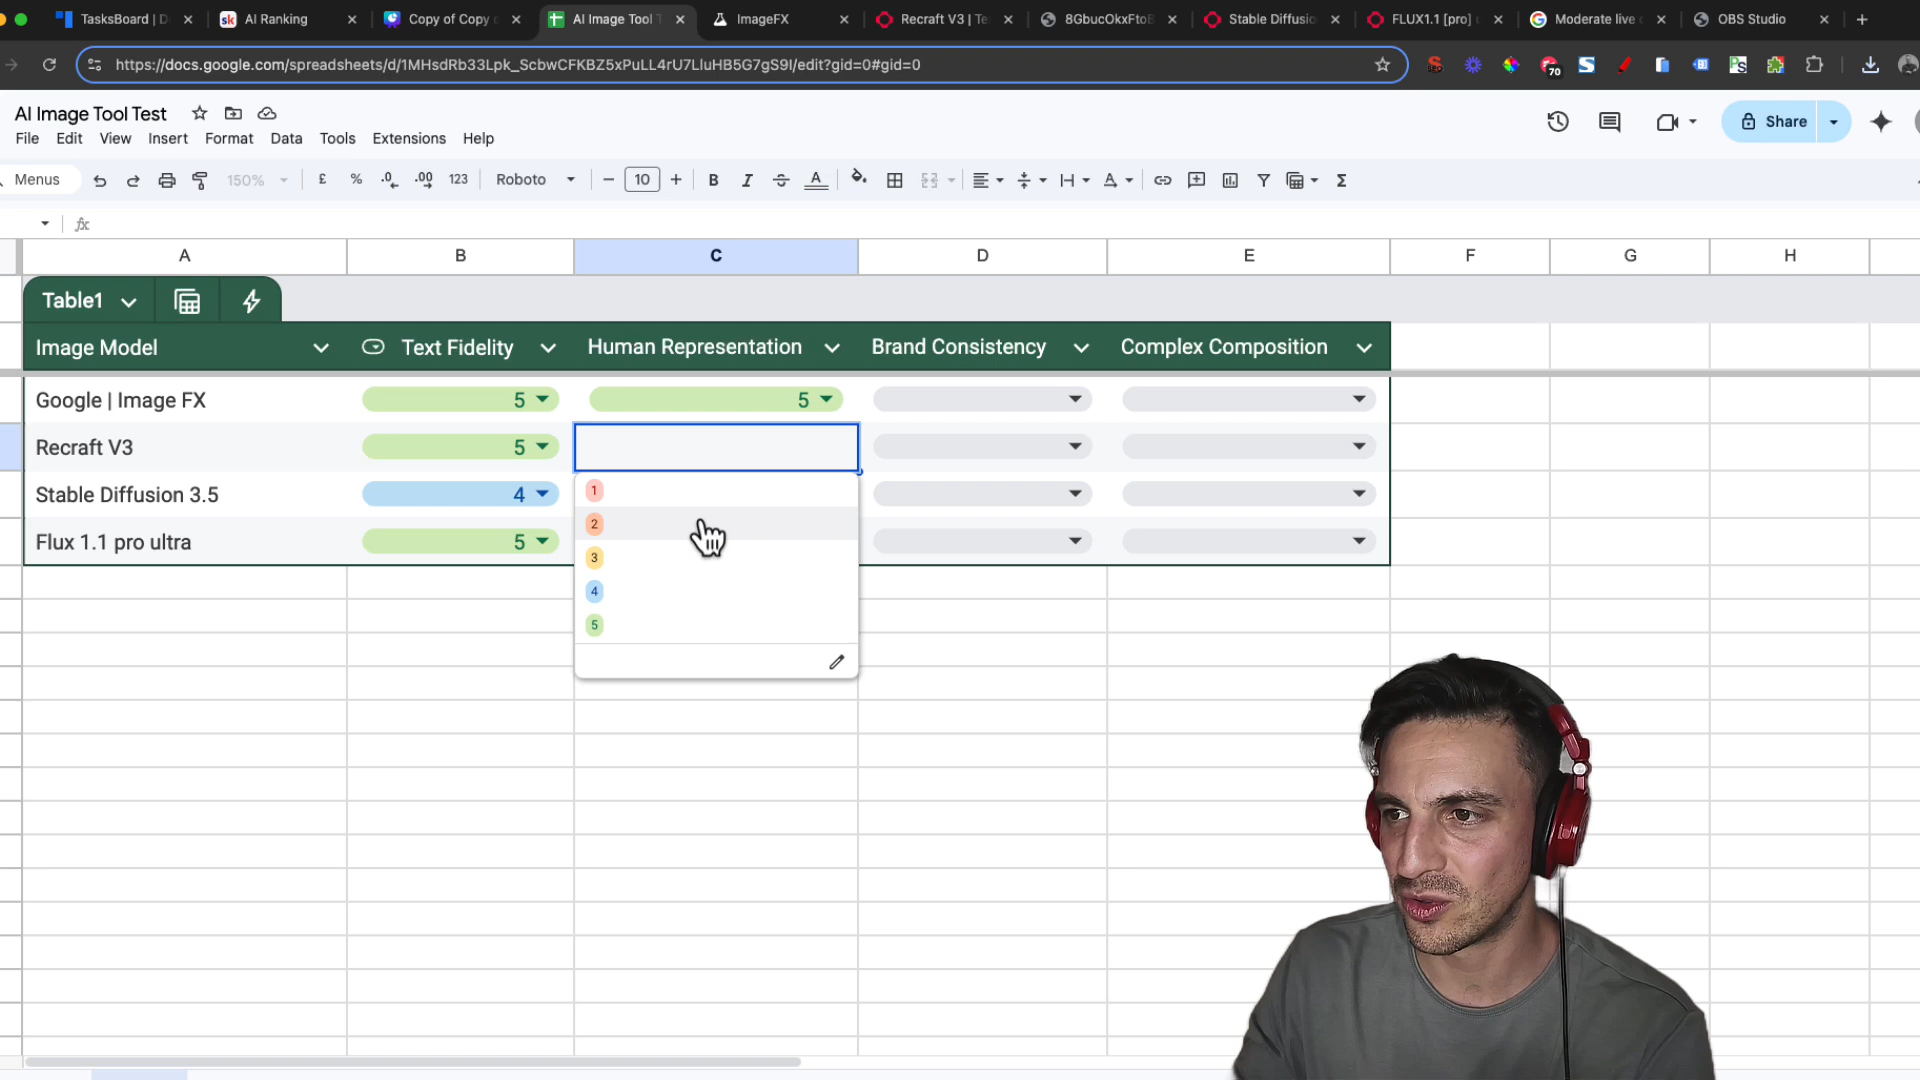 TasksBoard | D
AI Ranking
Copy of Copy
AI Image Tool T
ImageFX
Recraft V3 | Te
8GbucOkxFtoB
Stable Diffusio
FLUX1.1 [pro] u
Moderate live
OBS Studio
https://docs.google.com/spreadsheets/d/1MHsdRb33Lpk_ScbwCFKBZ5xPuLL4rU7LluHB5G7gS9I/edit?gid=0#gid=0
70
AI Image Tool Test
File Edit View Insert Format Data Tools Extensions Help
Share
Menus 150% £ % .0 .00 123 Roboto 10 B I S A Σ
fx
A B C D E F G H
Table1
Image Model Text Fidelity Human Representation Brand Consistency Complex Composition
Google | Image FX 5 5
Recraft V3 5
Stable Diffusion 3.5 4
Flux 1.1 pro ultra 5
1
2
3
4
5